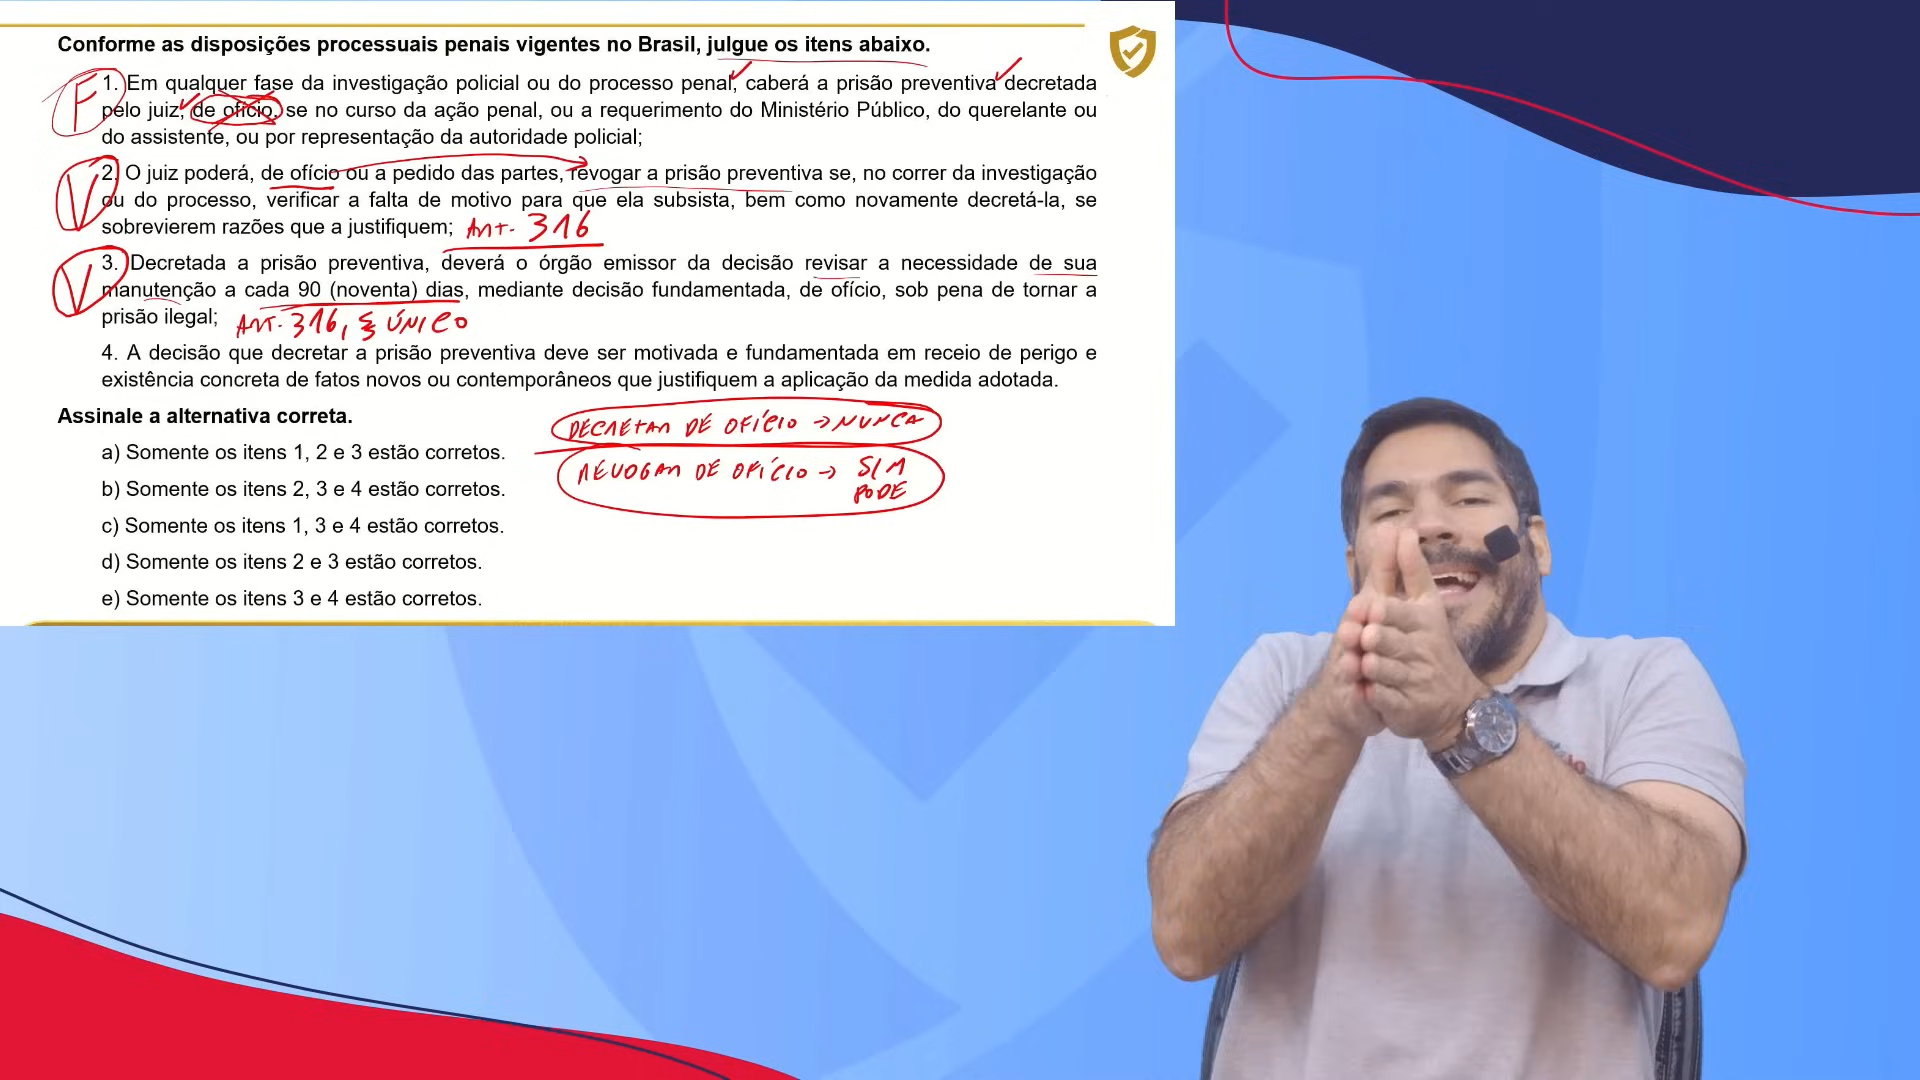 Conforme as disposições processuais penais vigentes no Brasil, julgue os itens abaixo.
F 1. Em qualquer fase da investigação policial ou do processo penal, caberá a prisão preventiva decretada
pelo juiz, de ofício, se no curso da ação penal, ou a requerimento do Ministério Público, do querelante ou
do assistente, ou por representação da autoridade policial;
V 2. O juiz poderá, de ofício ou a pedido das partes, revogar a prisão preventiva se, no correr da investigação
ou do processo, verificar a falta de motivo para que ela subsista, bem como novamente decretá-la, se
sobrevierem razões que a justifiquem; ART. 316
V 3. Decretada a prisão preventiva, deverá o órgão emissor da decisão revisar a necessidade de sua
manutenção a cada 90 (noventa) dias, mediante decisão fundamentada, de ofício, sob pena de tornar a
prisão ilegal; ART. 316, § ÚNICO
4. A decisão que decretar a prisão preventiva deve ser motivada e fundamentada em receio de perigo e
existência concreta de fatos novos ou contemporâneos que justifiquem a aplicação da medida adotada.
Assinale a alternativa correta.
DECRETAR DE OFÍCIO → NUNCA
a) Somente os itens 1, 2 e 3 estão corretos.
REVOGAR DE OFÍCIO → SIM
PODE
b) Somente os itens 2, 3 e 4 estão corretos.
c) Somente os itens 1, 3 e 4 estão corretos.
d) Somente os itens 2 e 3 estão corretos.
e) Somente os itens 3 e 4 estão corretos.